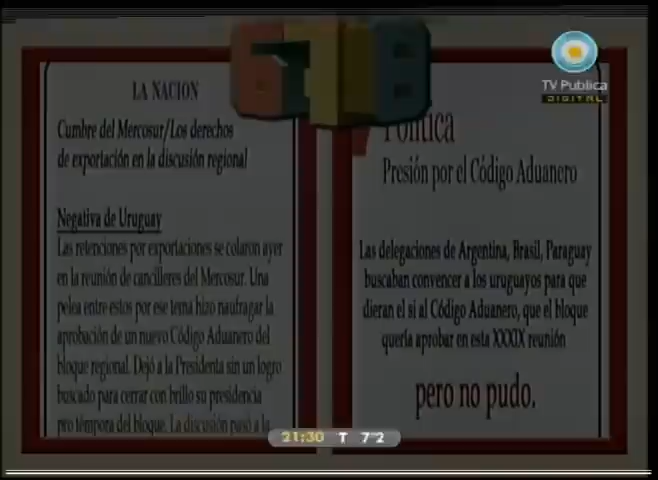 TV Pública
DIGITAL
LA NACION
Cumbre del Mercosur/Los derechos
de exportación en la discusión regional
Negativa de Uruguay
Las retenciones por exportaciones se colaron ayer
en la reunión de cancilleres del Mercosur. Una
pelea entre estos por ese tema hizo naufragar la
aprobación de un nuevo Código Aduanero del
bloque regional. Dejó a la Presidenta sin un logro
buscado para cerrar con brillo su presidencia
pro témpora del bloque. La discusión pasó a la
Política
Presión por el Código Aduanero
Las delegaciones de Argentina, Brasil, Paraguay
buscaban convencer a los uruguayos para que
dieran el si al Código Aduanero, que el bloque
quería aprobar en esta XXXIX reunión
pero no pudo.
21:30 T 7°2